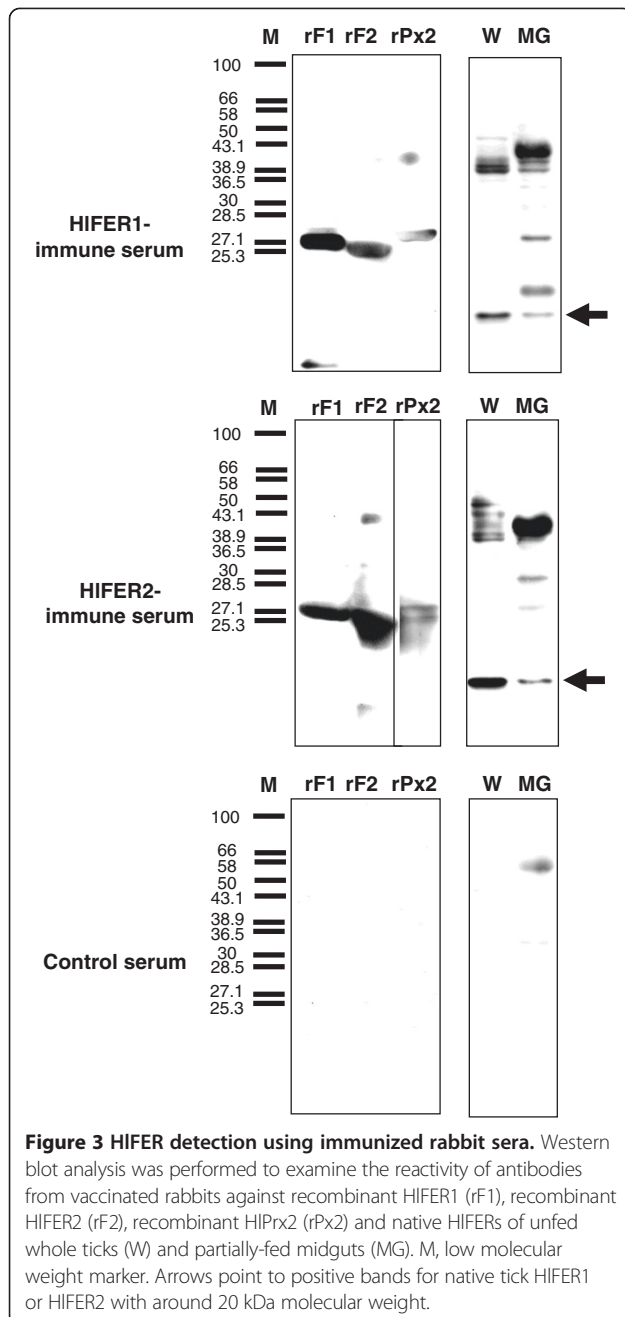 M rF1 rF2 rPx2 W MG
100
66
58
50
43.1
38.9
36.5
30
28.5
27.1
25.3
HlFER1-
immune serum
M rF1 rF2 rPx2 W MG
100
66
58
50
43.1
38.9
36.5
30
28.5
27.1
25.3
HlFER2-
immune serum
M rF1 rF2 rPx2 W MG
100
66
58
50
43.1
38.9
36.5
30
28.5
27.1
25.3
Control serum
Figure 3 HlFER detection using immunized rabbit sera. Western
blot analysis was performed to examine the reactivity of antibodies
from vaccinated rabbits against recombinant HlFER1 (rF1), recombinant
HlFER2 (rF2), recombinant HlPrx2 (rPx2) and native HlFERs of unfed
whole ticks (W) and partially-fed midguts (MG). M, low molecular
weight marker. Arrows point to positive bands for native tick HlFER1
or HlFER2 with around 20 kDa molecular weight.